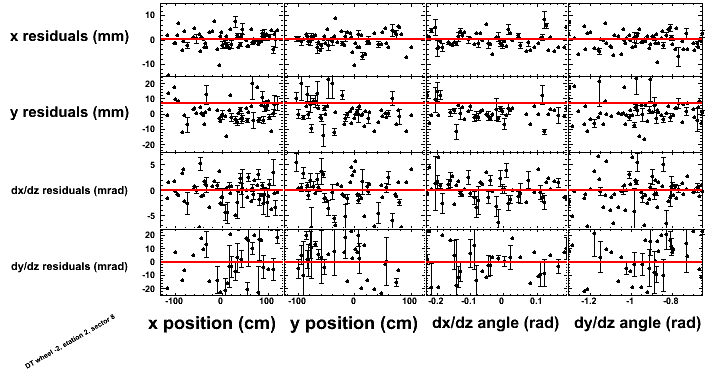 10
x residuals (mm)
0
-10
20
10
y residuals (mm)
0
-10
-20
5
dx/dz residuals (mrad)
0
-5
20
10
dy/dz residuals (mrad)
0
-10
-20
-100 0 100 -100 0 100 -0.2 -0.1 0 0.1 -1.2 -1 -0.8
x position (cm) y position (cm) dx/dz angle (rad) dy/dz angle (rad)
DT wheel -2, station 2, sector 8